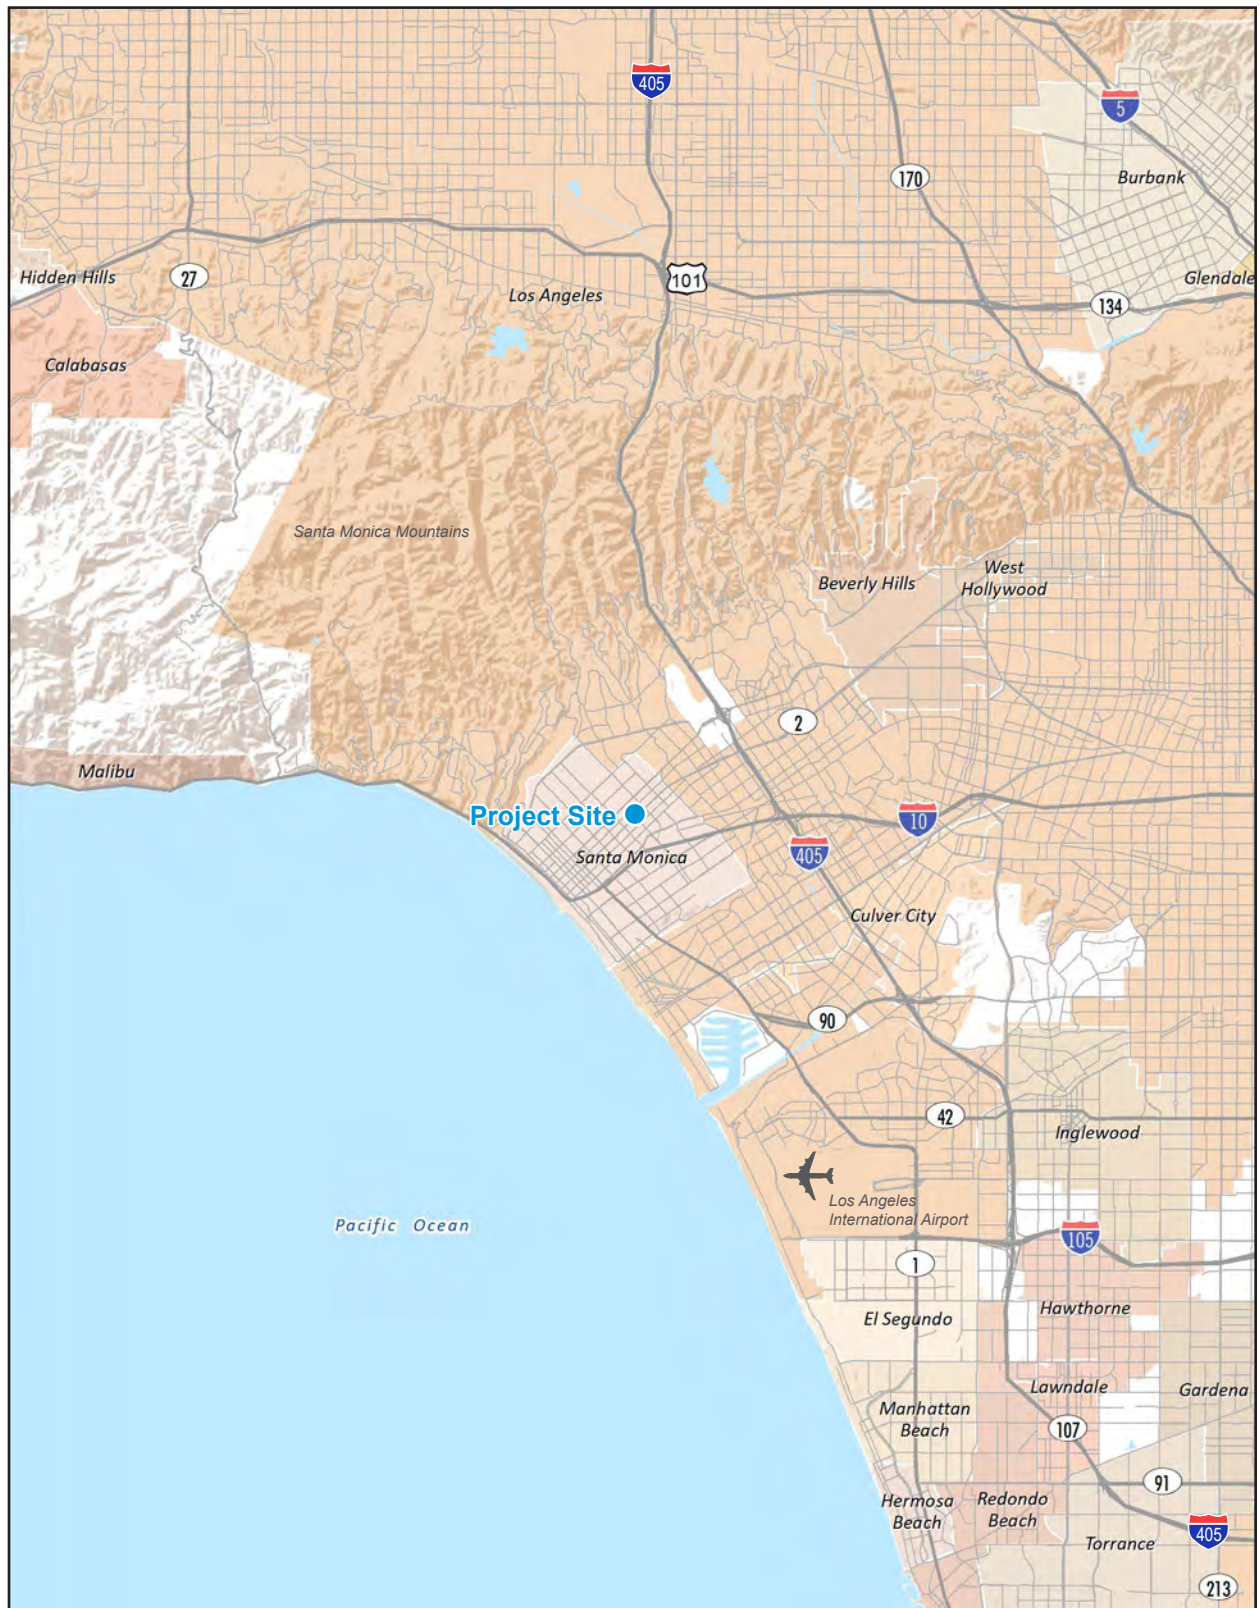 405
5
170
Burbank
Hidden Hills
27
101
Glendale
Los Angeles
134
Calabasas
Santa Monica Mountains
Beverly Hills
West
Hollywood
2
Malibu
Project Site
10
Santa Monica
405
Culver City
90
42
Inglewood
Los Angeles
International Airport
Pacific Ocean
105
1
Hawthorne
El Segundo
Lawndale
Gardena
Manhattan
Beach
107
91
Hermosa
Beach
Redondo
Beach
405
Torrance
213